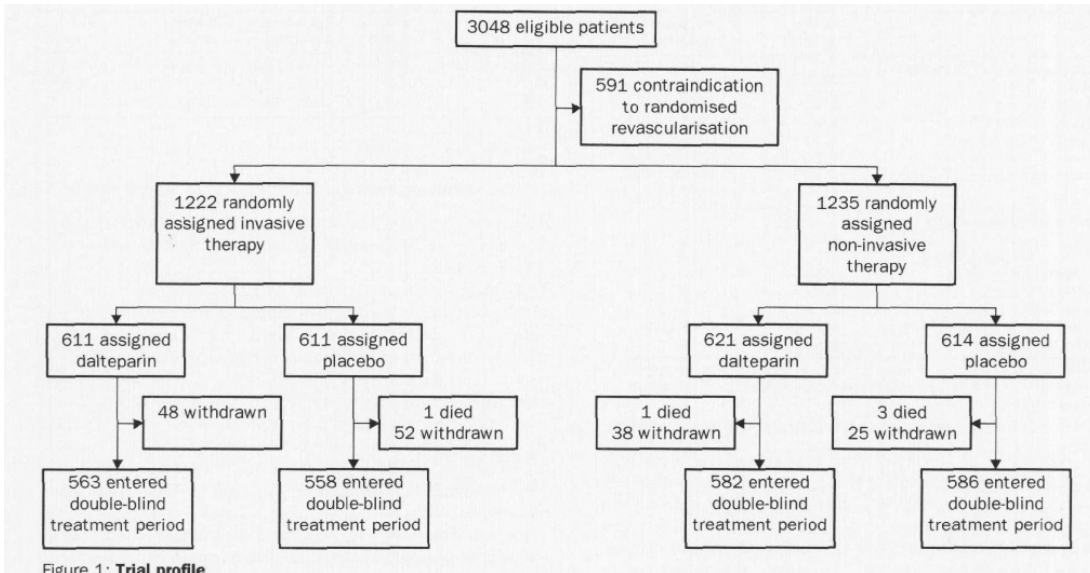 3048 eligible patients
591 contraindication
to randomised
revascularisation
1222 randomly
assigned invasive
therapy
1235 randomly
assigned
non-invasive
therapy
611 assigned
dalteparin
611 assigned
placebo
621 assigned
dalteparin
614 assigned
placebo
48 withdrawn
1 died
52 withdrawn
1 died
38 withdrawn
3 died
25 withdrawn
563 entered
double-blind
treatment period
558 entered
double-blind
treatment period
582 entered
double-blind
treatment period
586 entered
double-blind
treatment period
Figure 1: Trial profile